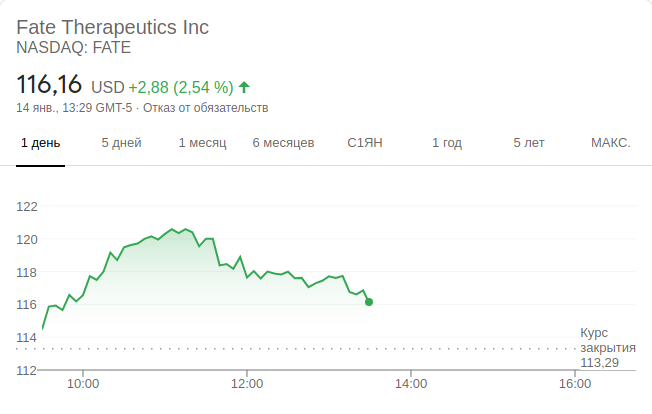 Fate Therapeutics Inc
NASDAQ: FATE
116,16 USD +2,88 (2,54 %)
14 янв., 13:29 GMT-5 · Отказ от обязательств
1 день 5 дней 1 месяц 6 месяцев С1ЯН 1 год 5 лет МАКС.
122
120
118
116
114
Курс
закрытия
113,29
112
10:00 12:00 14:00 16:00